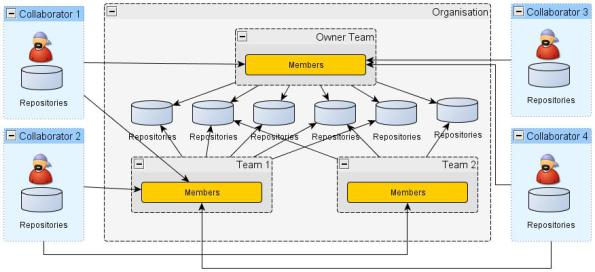 Collaborator 1
Organisation
Collaborator 3
Owner Team
Members
Repositories
Repositories
Collaborator 2
Repositories Repositories Repositories Repositories Repositories Repositories
Collaborator 4
Team 1
Team 2
Members
Members
Repositories
Repositories